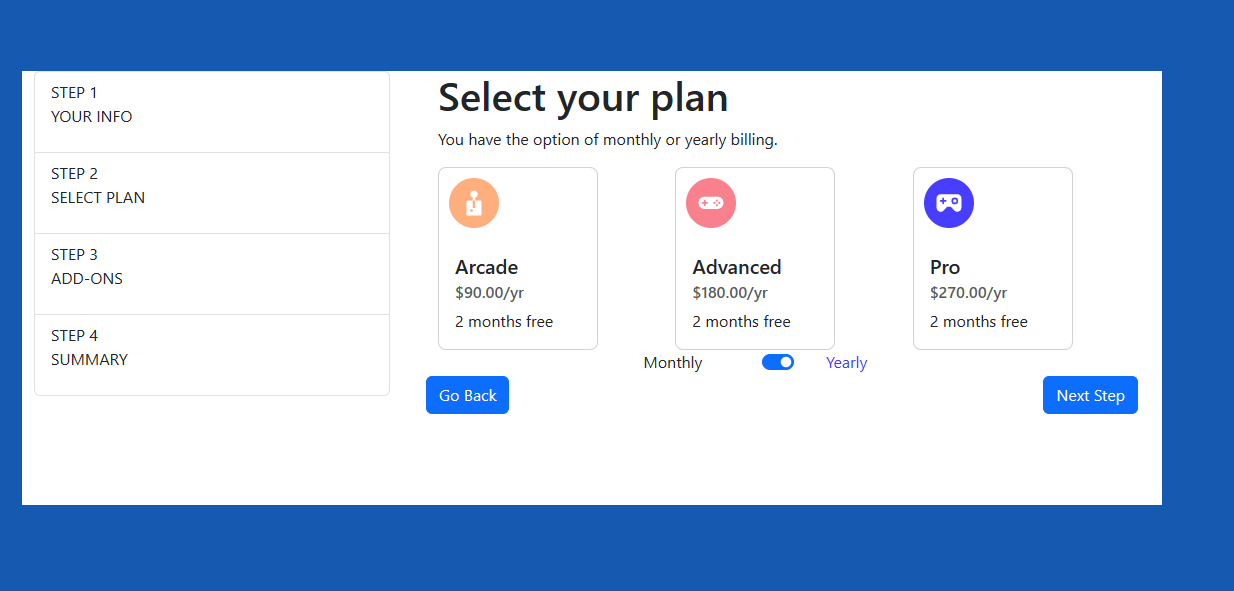 STEP 1
YOUR INFO
STEP 2
SELECT PLAN
STEP 3
ADD-ONS
STEP 4
SUMMARY
Select your plan
You have the option of monthly or yearly billing.
Arcade
$90.00/yr
2 months free
Advanced
$180.00/yr
2 months free
Pro
$270.00/yr
2 months free
Monthly
Yearly
Go Back
Next Step